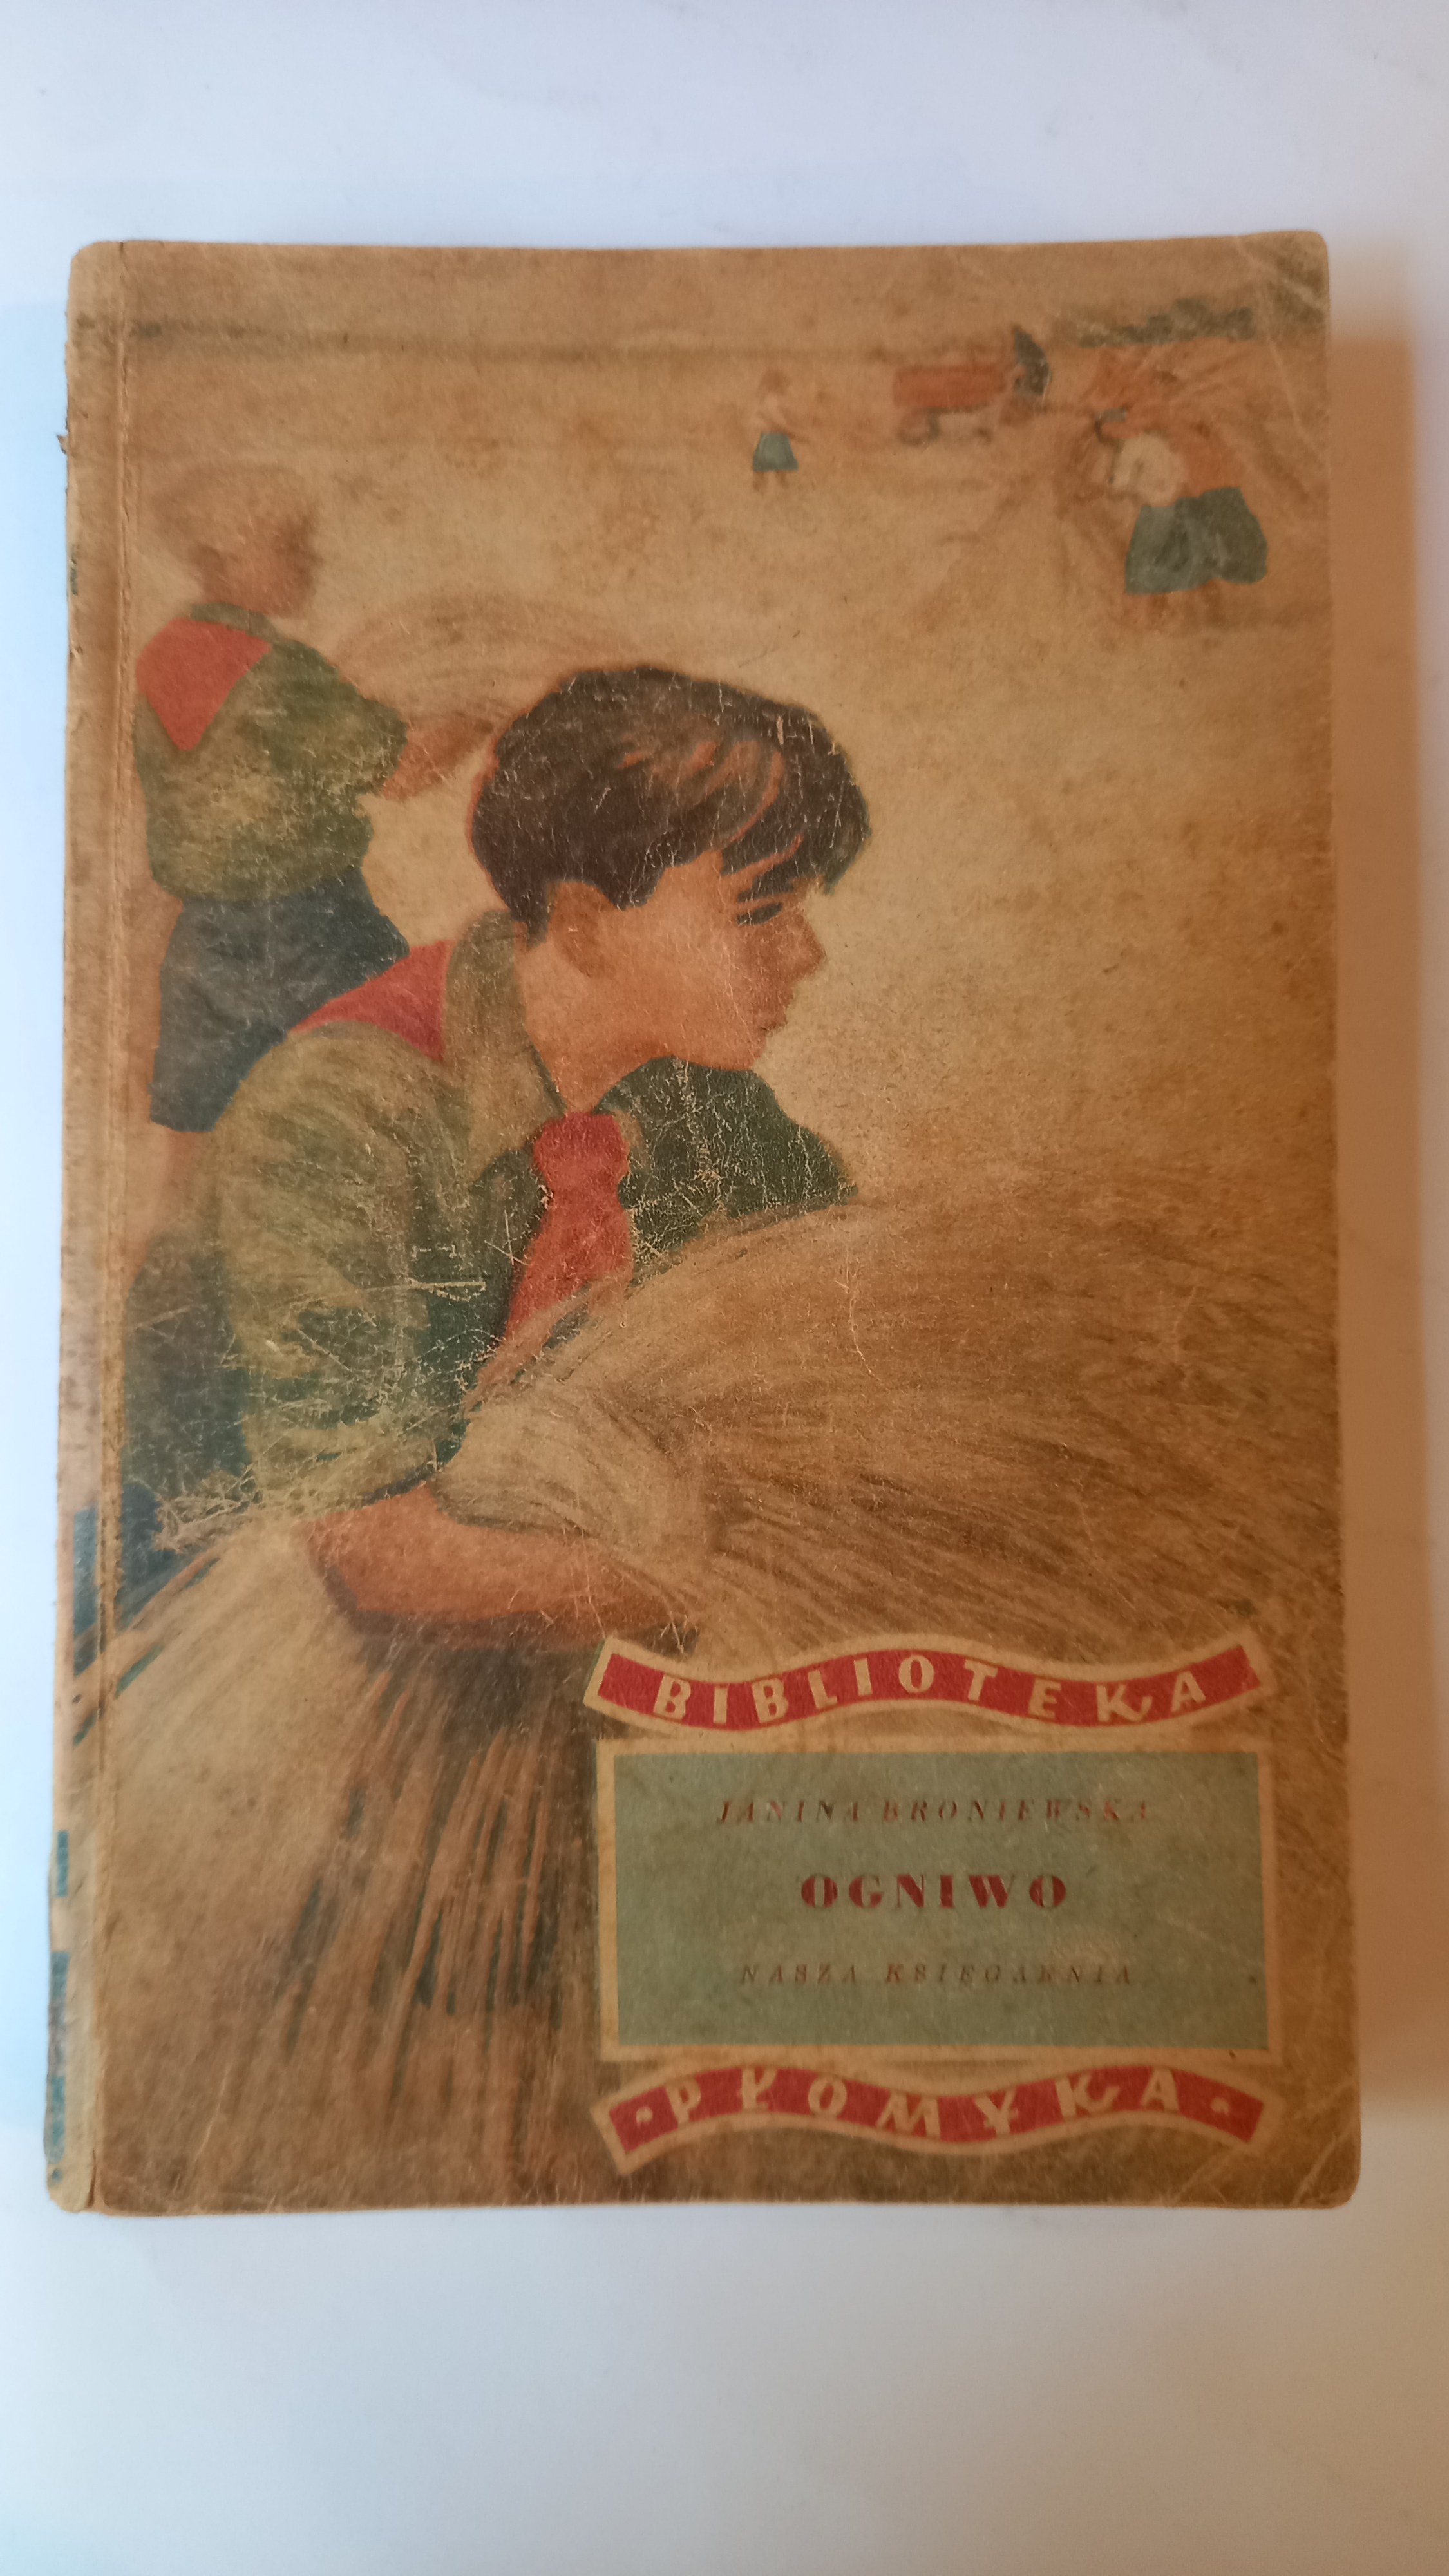 BIBLIOTEKA
JANINA BRONIEWSKA
OGNIWO
NASZA KSIĘGARNIA
PŁOMYKA